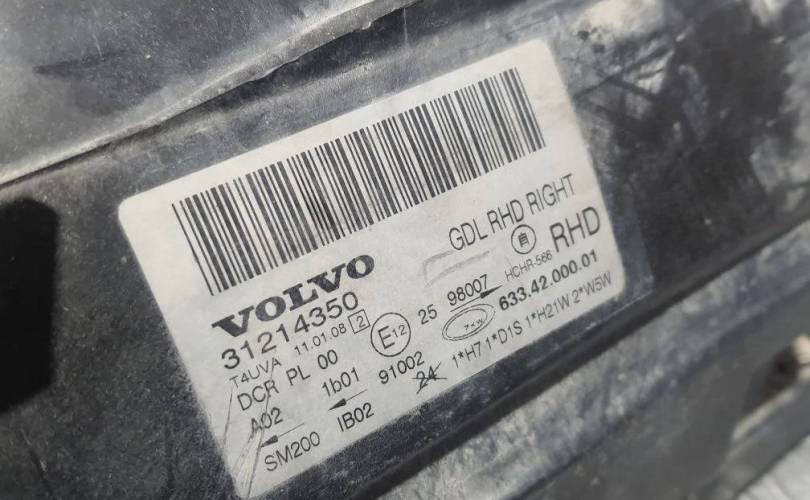 GDL RHD RIGHT
VOLVO
自
RHD
31214350
HCHR-566
T4UVA 11.01.08 2
E12
25 98007
633.42.000.01
DCR PL 00
A02 1b01 91002
24 1*H7 1*D1S 1*H21W 2*W5W
SM200 IB02